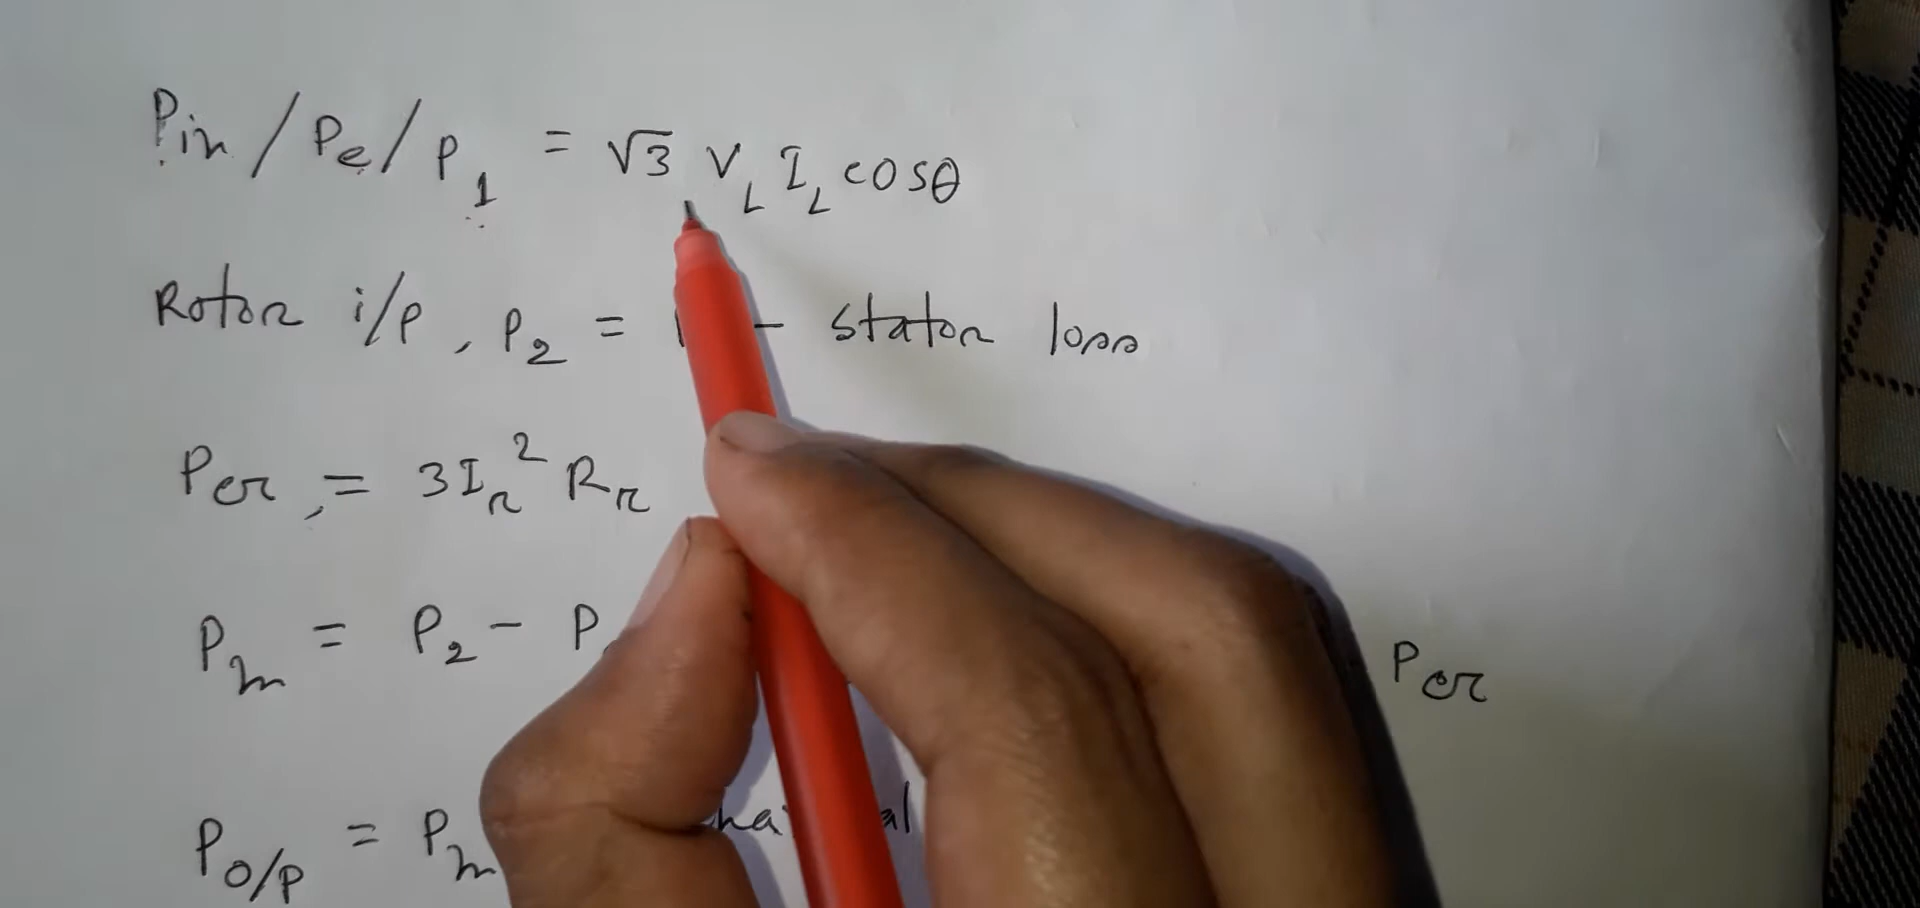 Pin / Pe / P1 = √3 VL IL cosθ
Rotor i/p, P2 = - stator loss
Pcr, = 3Ir² Rr
Pm = P2 - P
Pcr
Po/p = Pm